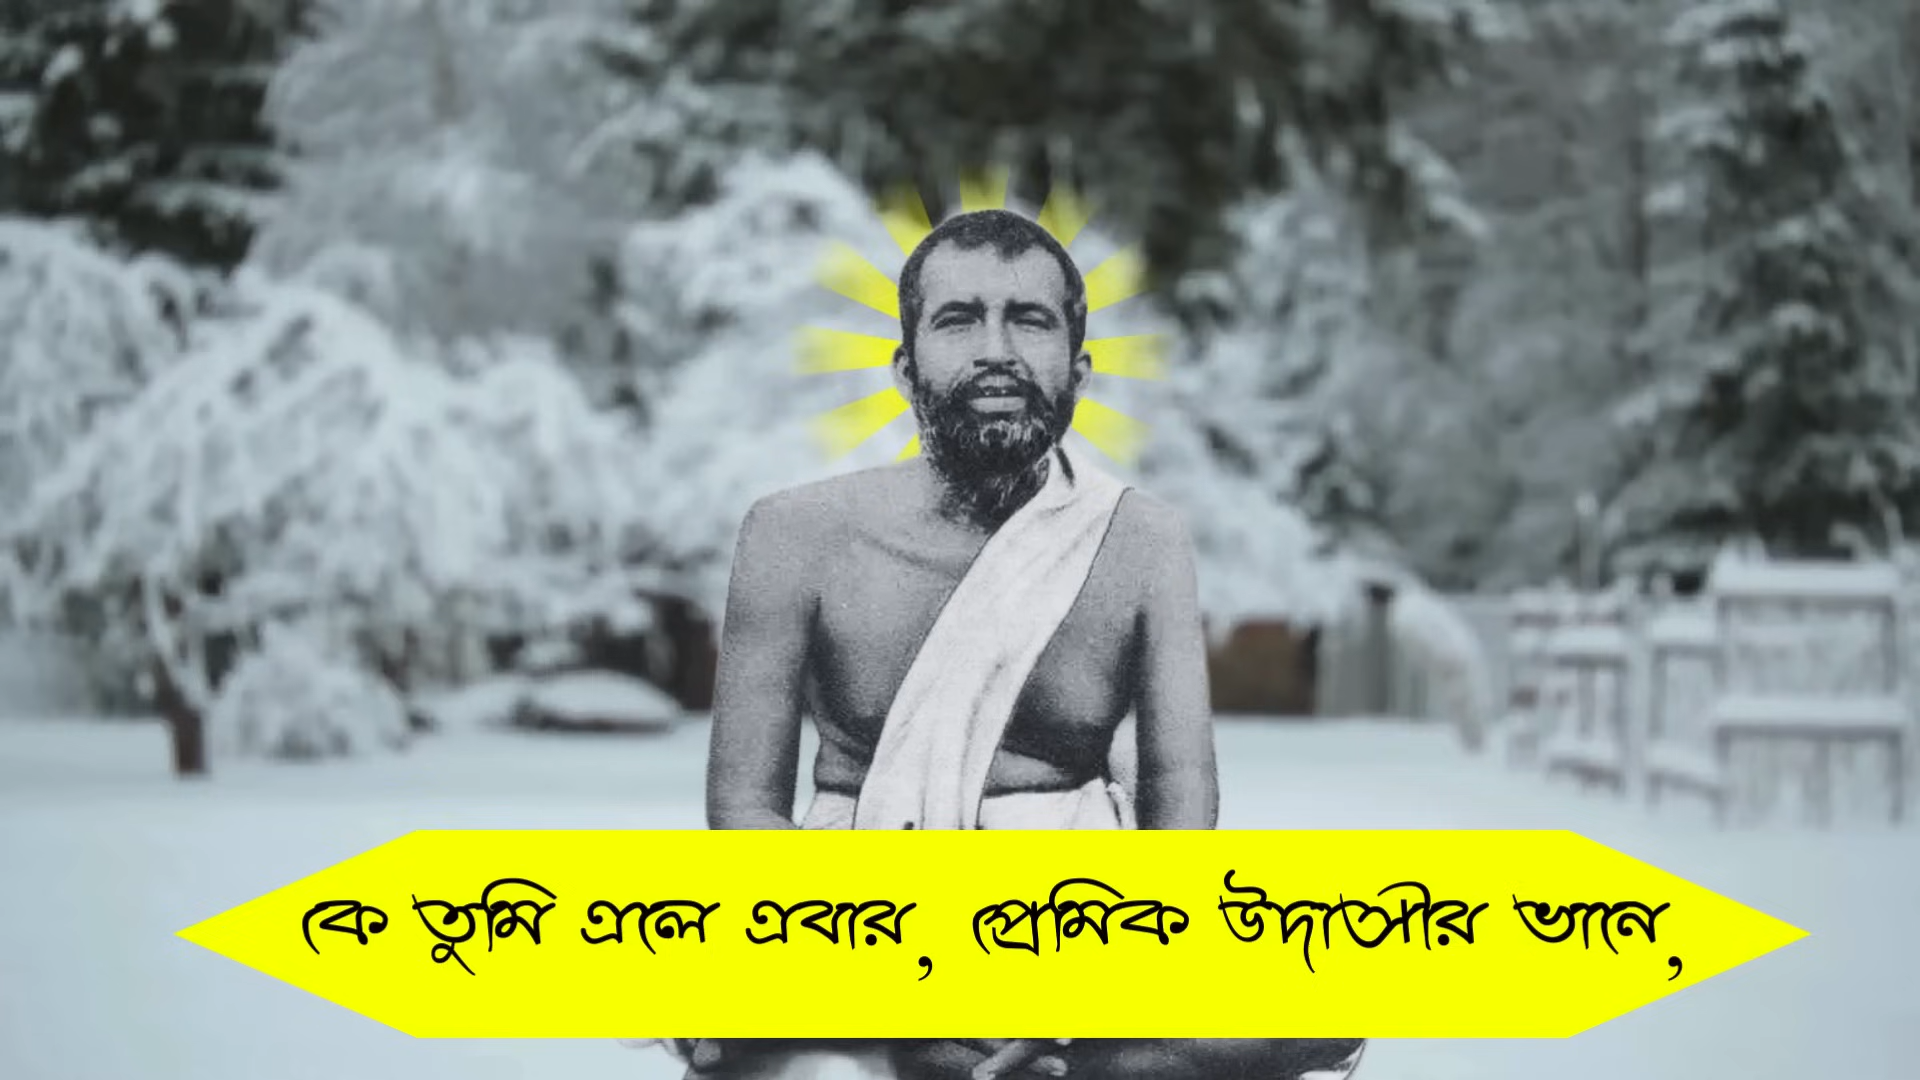 কে তুমি এলে এবার, প্রেমিক উদাসীর ভানে,